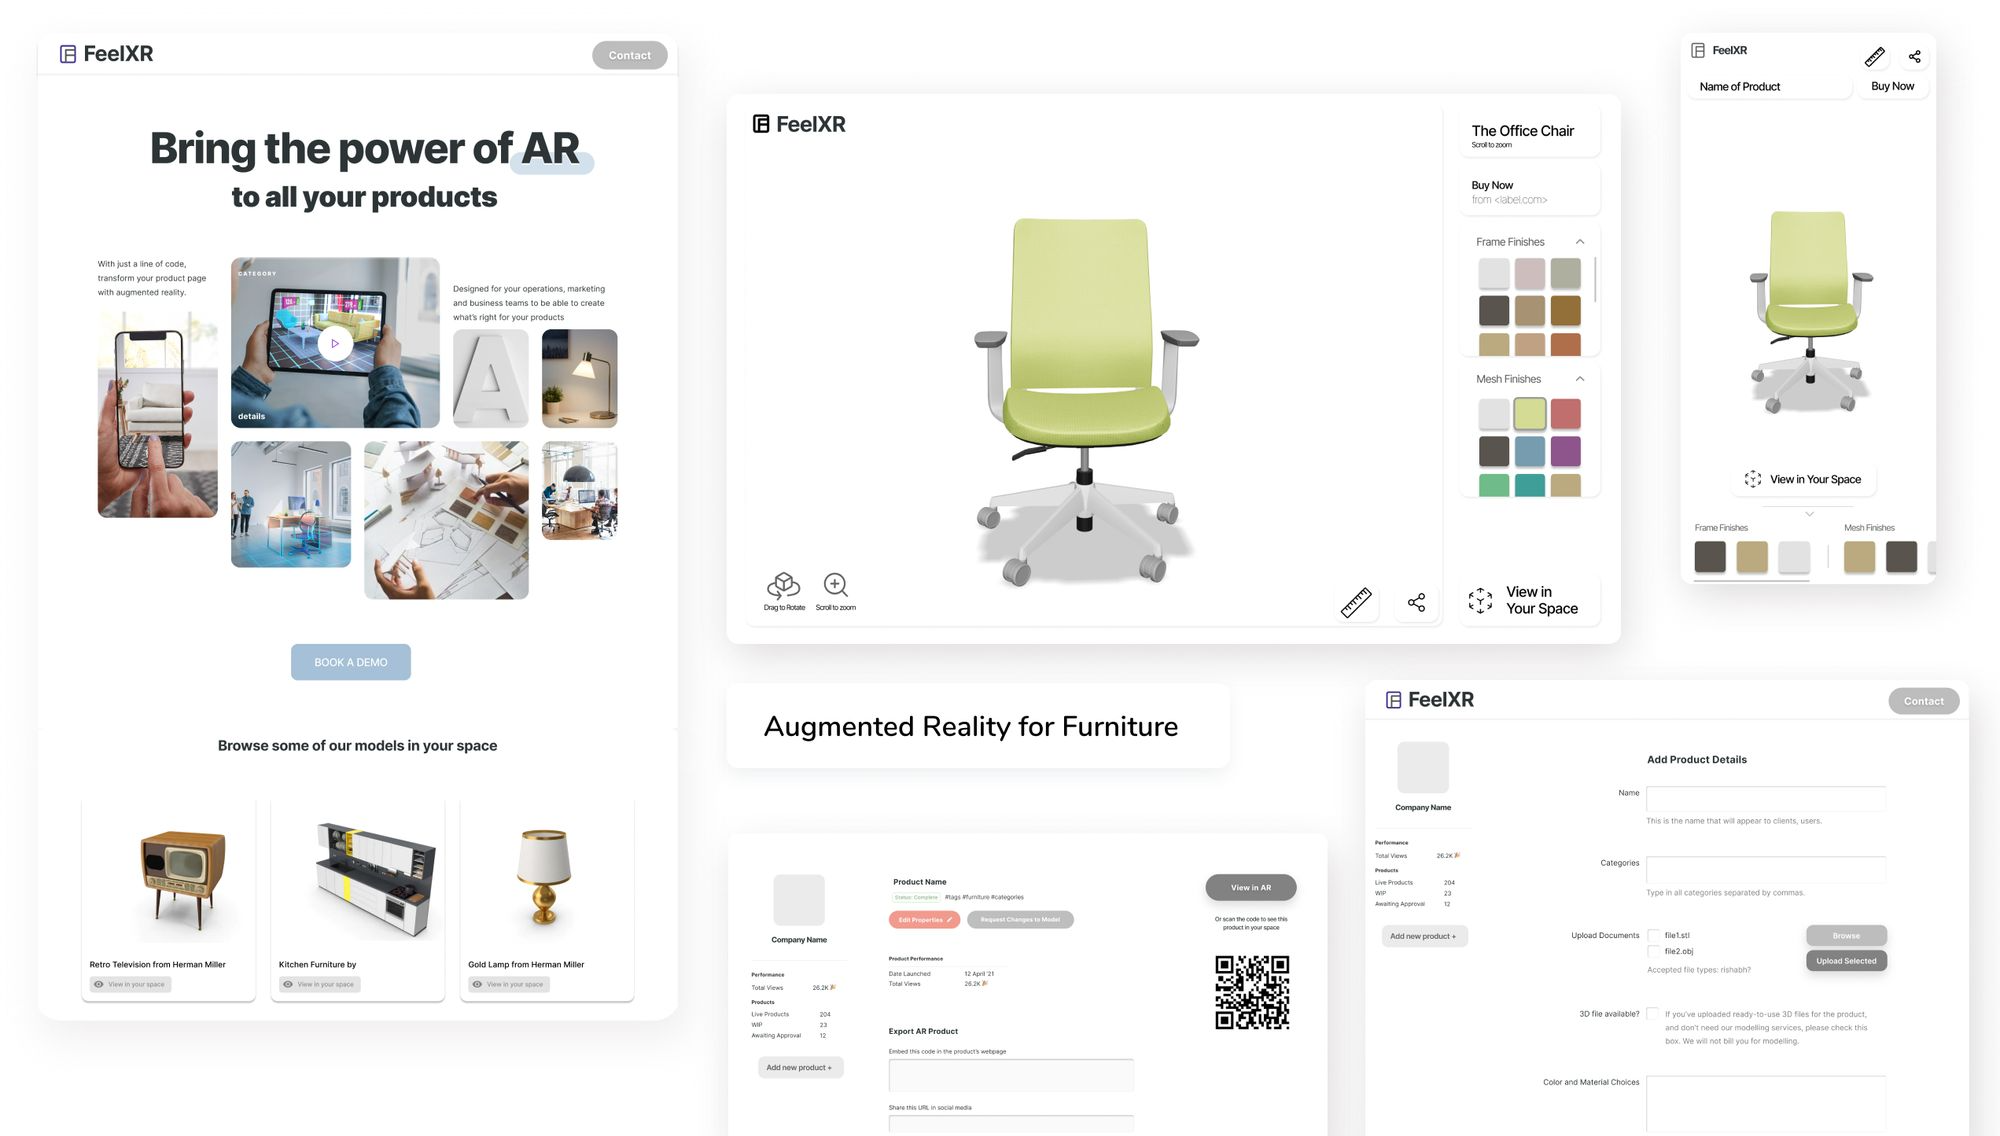 FeelXR
Contact
Bring the power of AR
to all your products
With just a line of code,
transform your product page
with augmented reality.
CATEGORY
details
Designed for your operations, marketing
and business teams to be able to create
what's right for your products
A
BOOK A DEMO
Browse some of our models in your space
Retro Television from Herman Miller
View in your space
Kitchen Furniture by
View in your space
Gold Lamp from Herman Miller
View in your space
FeelXR
The Office Chair
Scroll to zoom
Buy Now
from <label.com>
Frame Finishes
Mesh Finishes
Drag to Rotate
Scroll to zoom
View in
Your Space
FeelXR
Name of Product
Buy Now
View in Your Space
Frame Finishes
Mesh Finishes
Augmented Reality for Furniture
Company Name
Performance
Total Views 26.2K
Products
Live Products 204
WIP 23
Awaiting Approval 12
Add new product +
Product Name
Status: Complete #tags #furniture #categories
Edit Properties
Request Changes to Model
Product Performance
Date Launched 12 April '21
Total Views 26.2K
Export AR Product
Embed this code in the product's webpage
Share this URL in social media
View in AR
Or scan the code to see this
product in your space
FeelXR
Contact
Company Name
Performance
Total Views 26.2K
Products
Live Products 204
WIP 23
Awaiting Approval 12
Add new product +
Add Product Details
Name
This is the name that will appear to clients, users.
Categories
Type in all categories separated by commas.
Upload Documents
file1.stl
file2.obj
Browse
Upload Selected
Accepted file types: rishabh?
3D file available?
If you've uploaded ready-to-use 3D files for the product,
and don't need our modelling services, please check this
box. We will not bill you for modelling.
Color and Material Choices